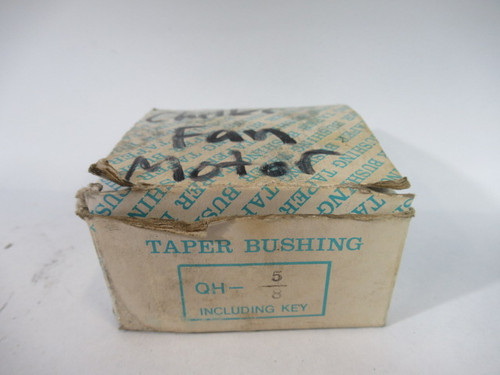 Fan
Motor
TAPER BUSHING
QH- 5/8
INCLUDING KEY